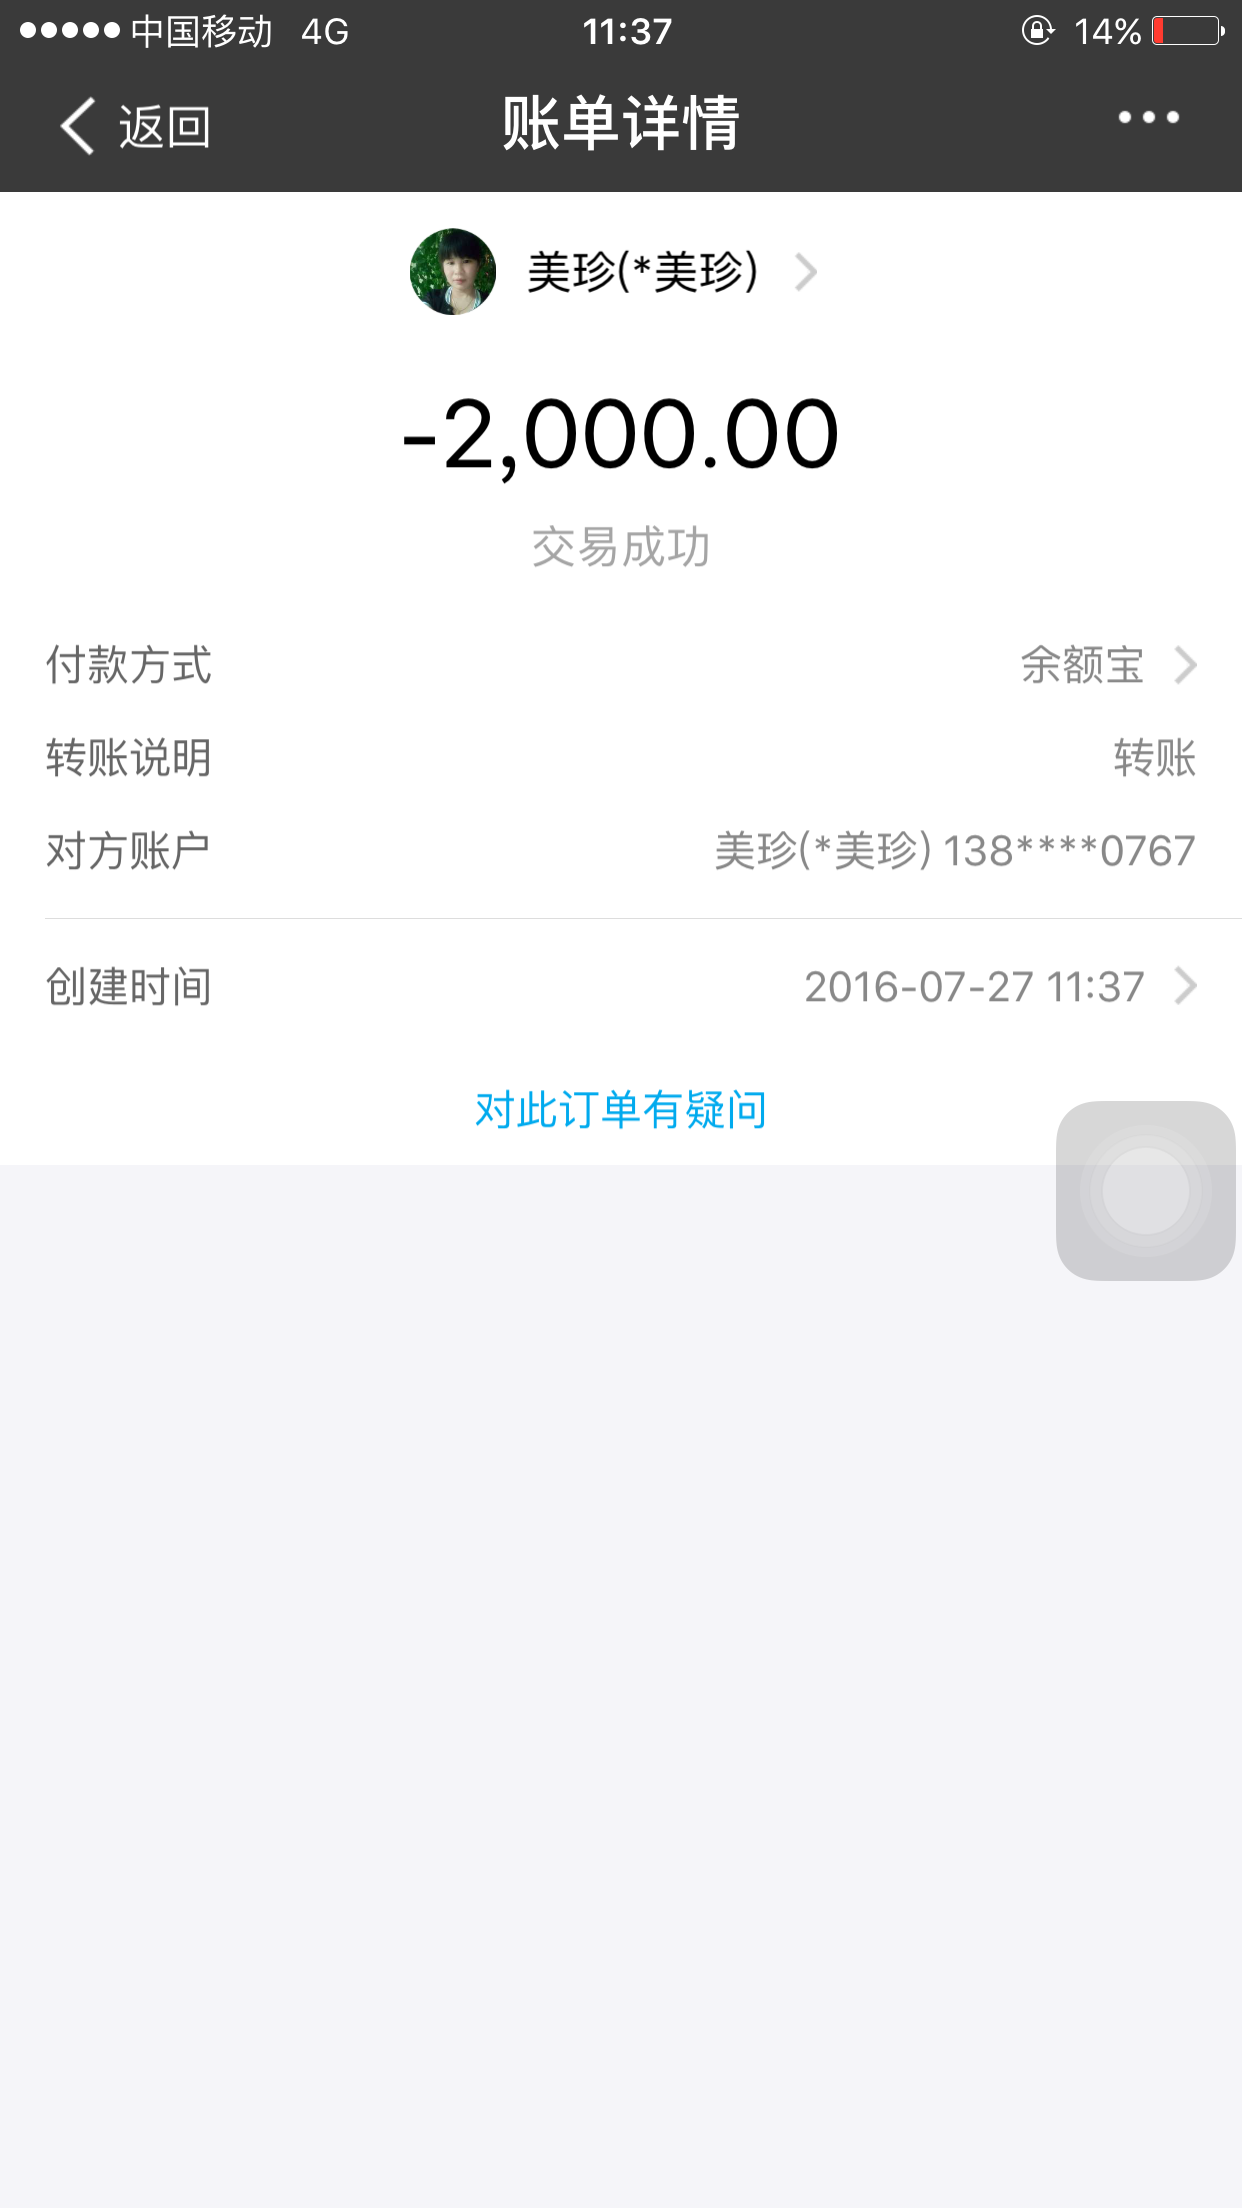 中国移动 4G 11:37 14%
返回 账单详情
美珍(*美珍)
-2,000.00
交易成功
付款方式 余额宝
转账说明 转账
对方账户 美珍(*美珍) 138****0767
创建时间 2016-07-27 11:37
对此订单有疑问